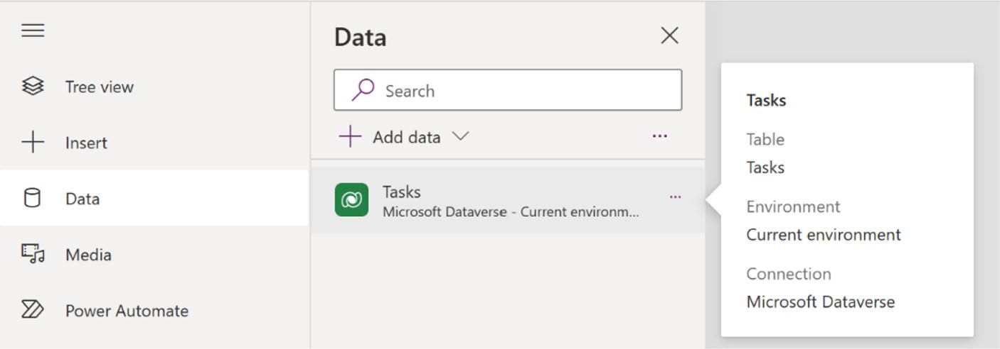 Tree view
Insert
Data
Media
Power Automate
Data
Search
Add data
Tasks
Microsoft Dataverse - Current environm...
Tasks
Table
Tasks
Environment
Current environment
Connection
Microsoft Dataverse